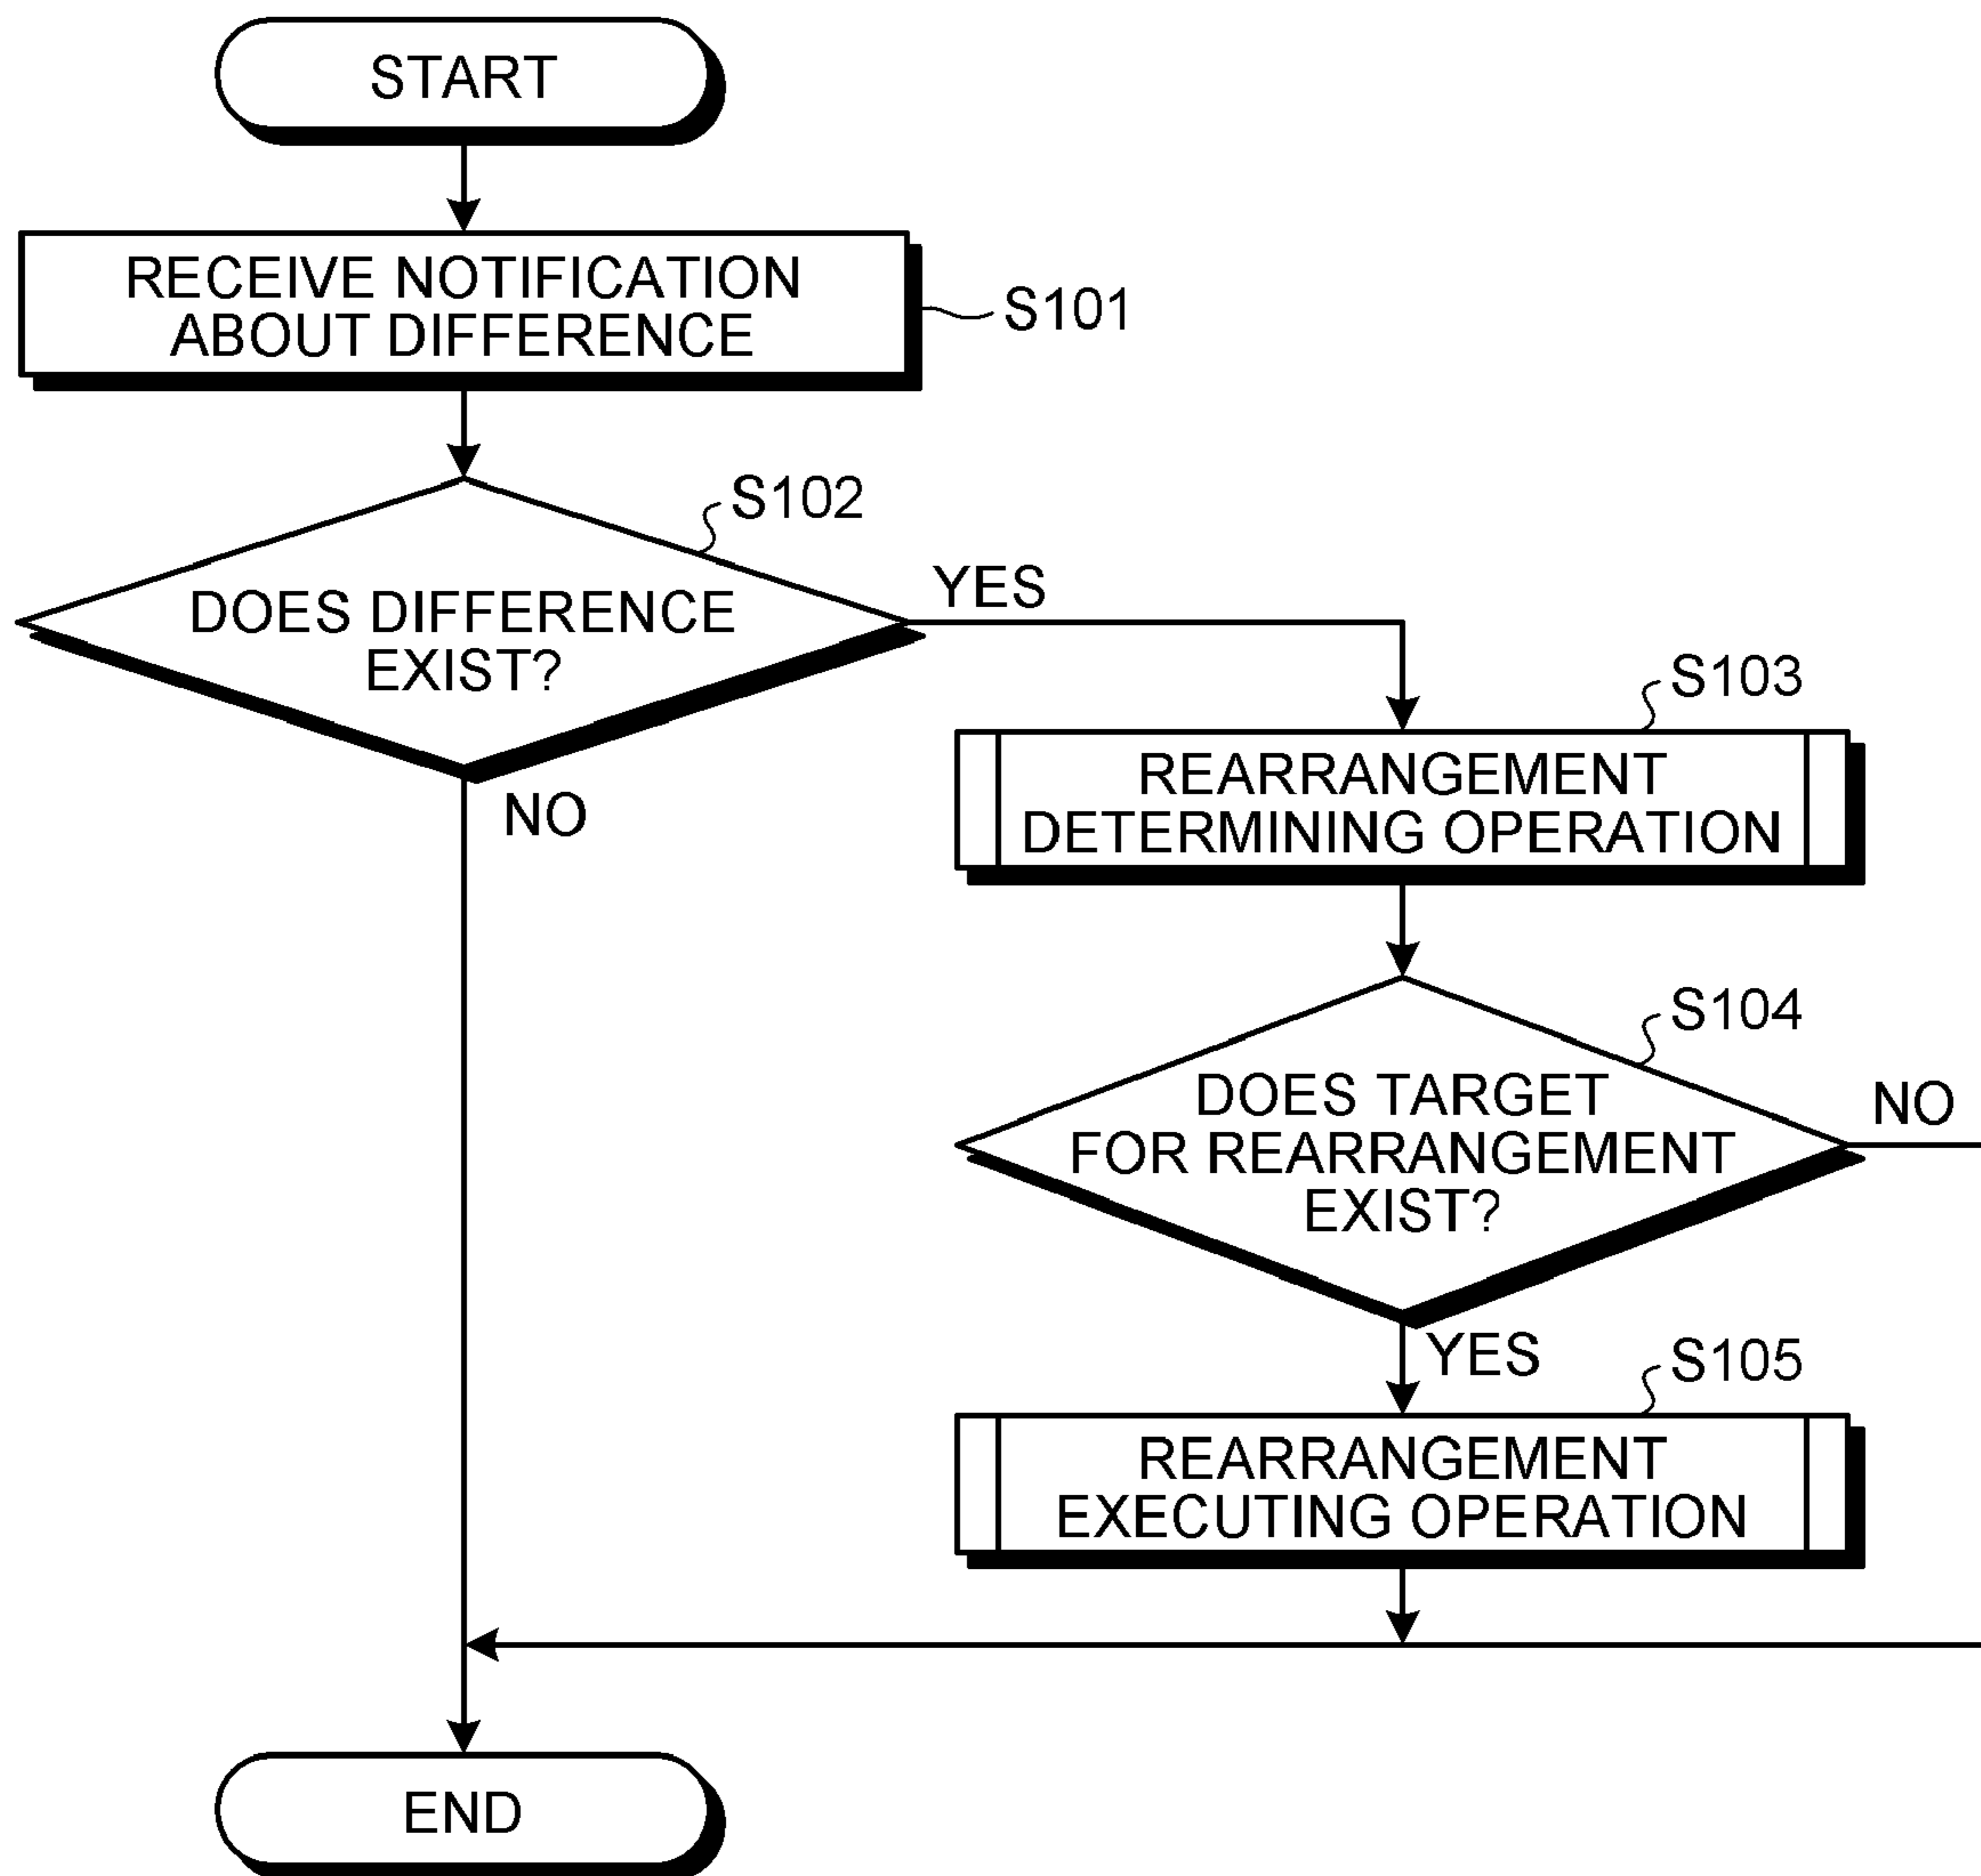 START
RECEIVE NOTIFICATION
ABOUT DIFFERENCE
S101
S102
DOES DIFFERENCE
EXIST?
YES
NO
S103
REARRANGEMENT
DETERMINING OPERATION
S104
DOES TARGET
FOR REARRANGEMENT
EXIST?
NO
YES
S105
REARRANGEMENT
EXECUTING OPERATION
END